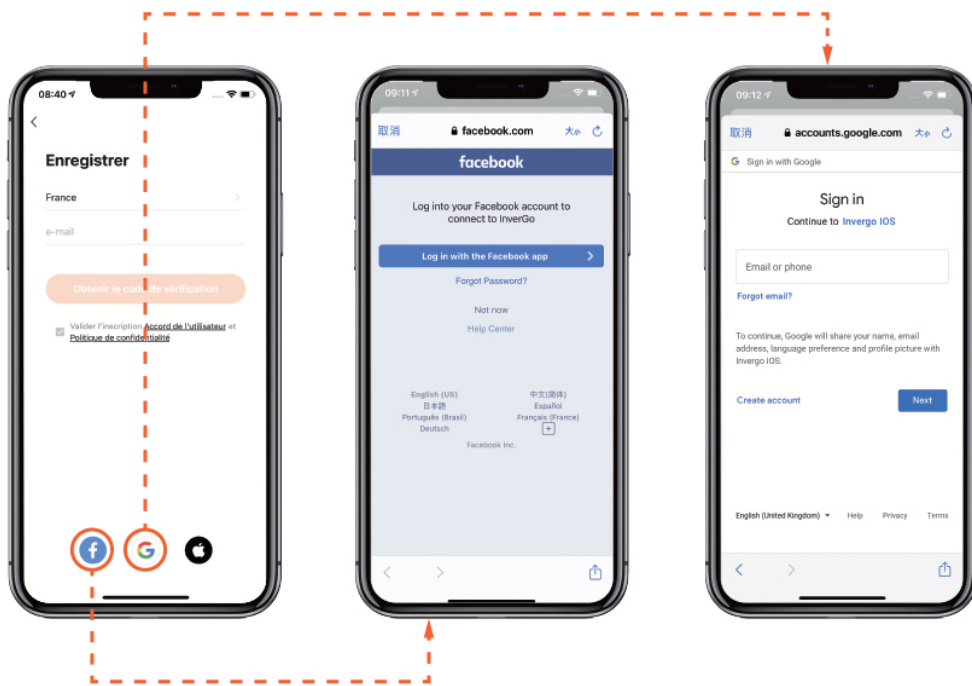 08:40
Enregistrer
France
e-mail
Obtenir le code de vérification
Valider l'inscription Accord de l'utilisateur et
Politique de confidentialité
09:11
取消
facebook.com
大小
facebook
Log into your Facebook account to
connect to InverGo
Log in with the Facebook app
Forgot Password?
Not now
Help Center
English (US)
中文(简体)
日本語
Español
Português (Brasil)
Français (France)
Deutsch
Facebook Inc.
09:12
取消
accounts.google.com
大小
Sign in with Google
Sign in
Continue to Invergo IOS
Email or phone
Forgot email?
To continue, Google will share your name, email
address, language preference and profile picture with
Invergo IOS.
Create account
Next
English (United Kingdom)
Help
Privacy
Terms